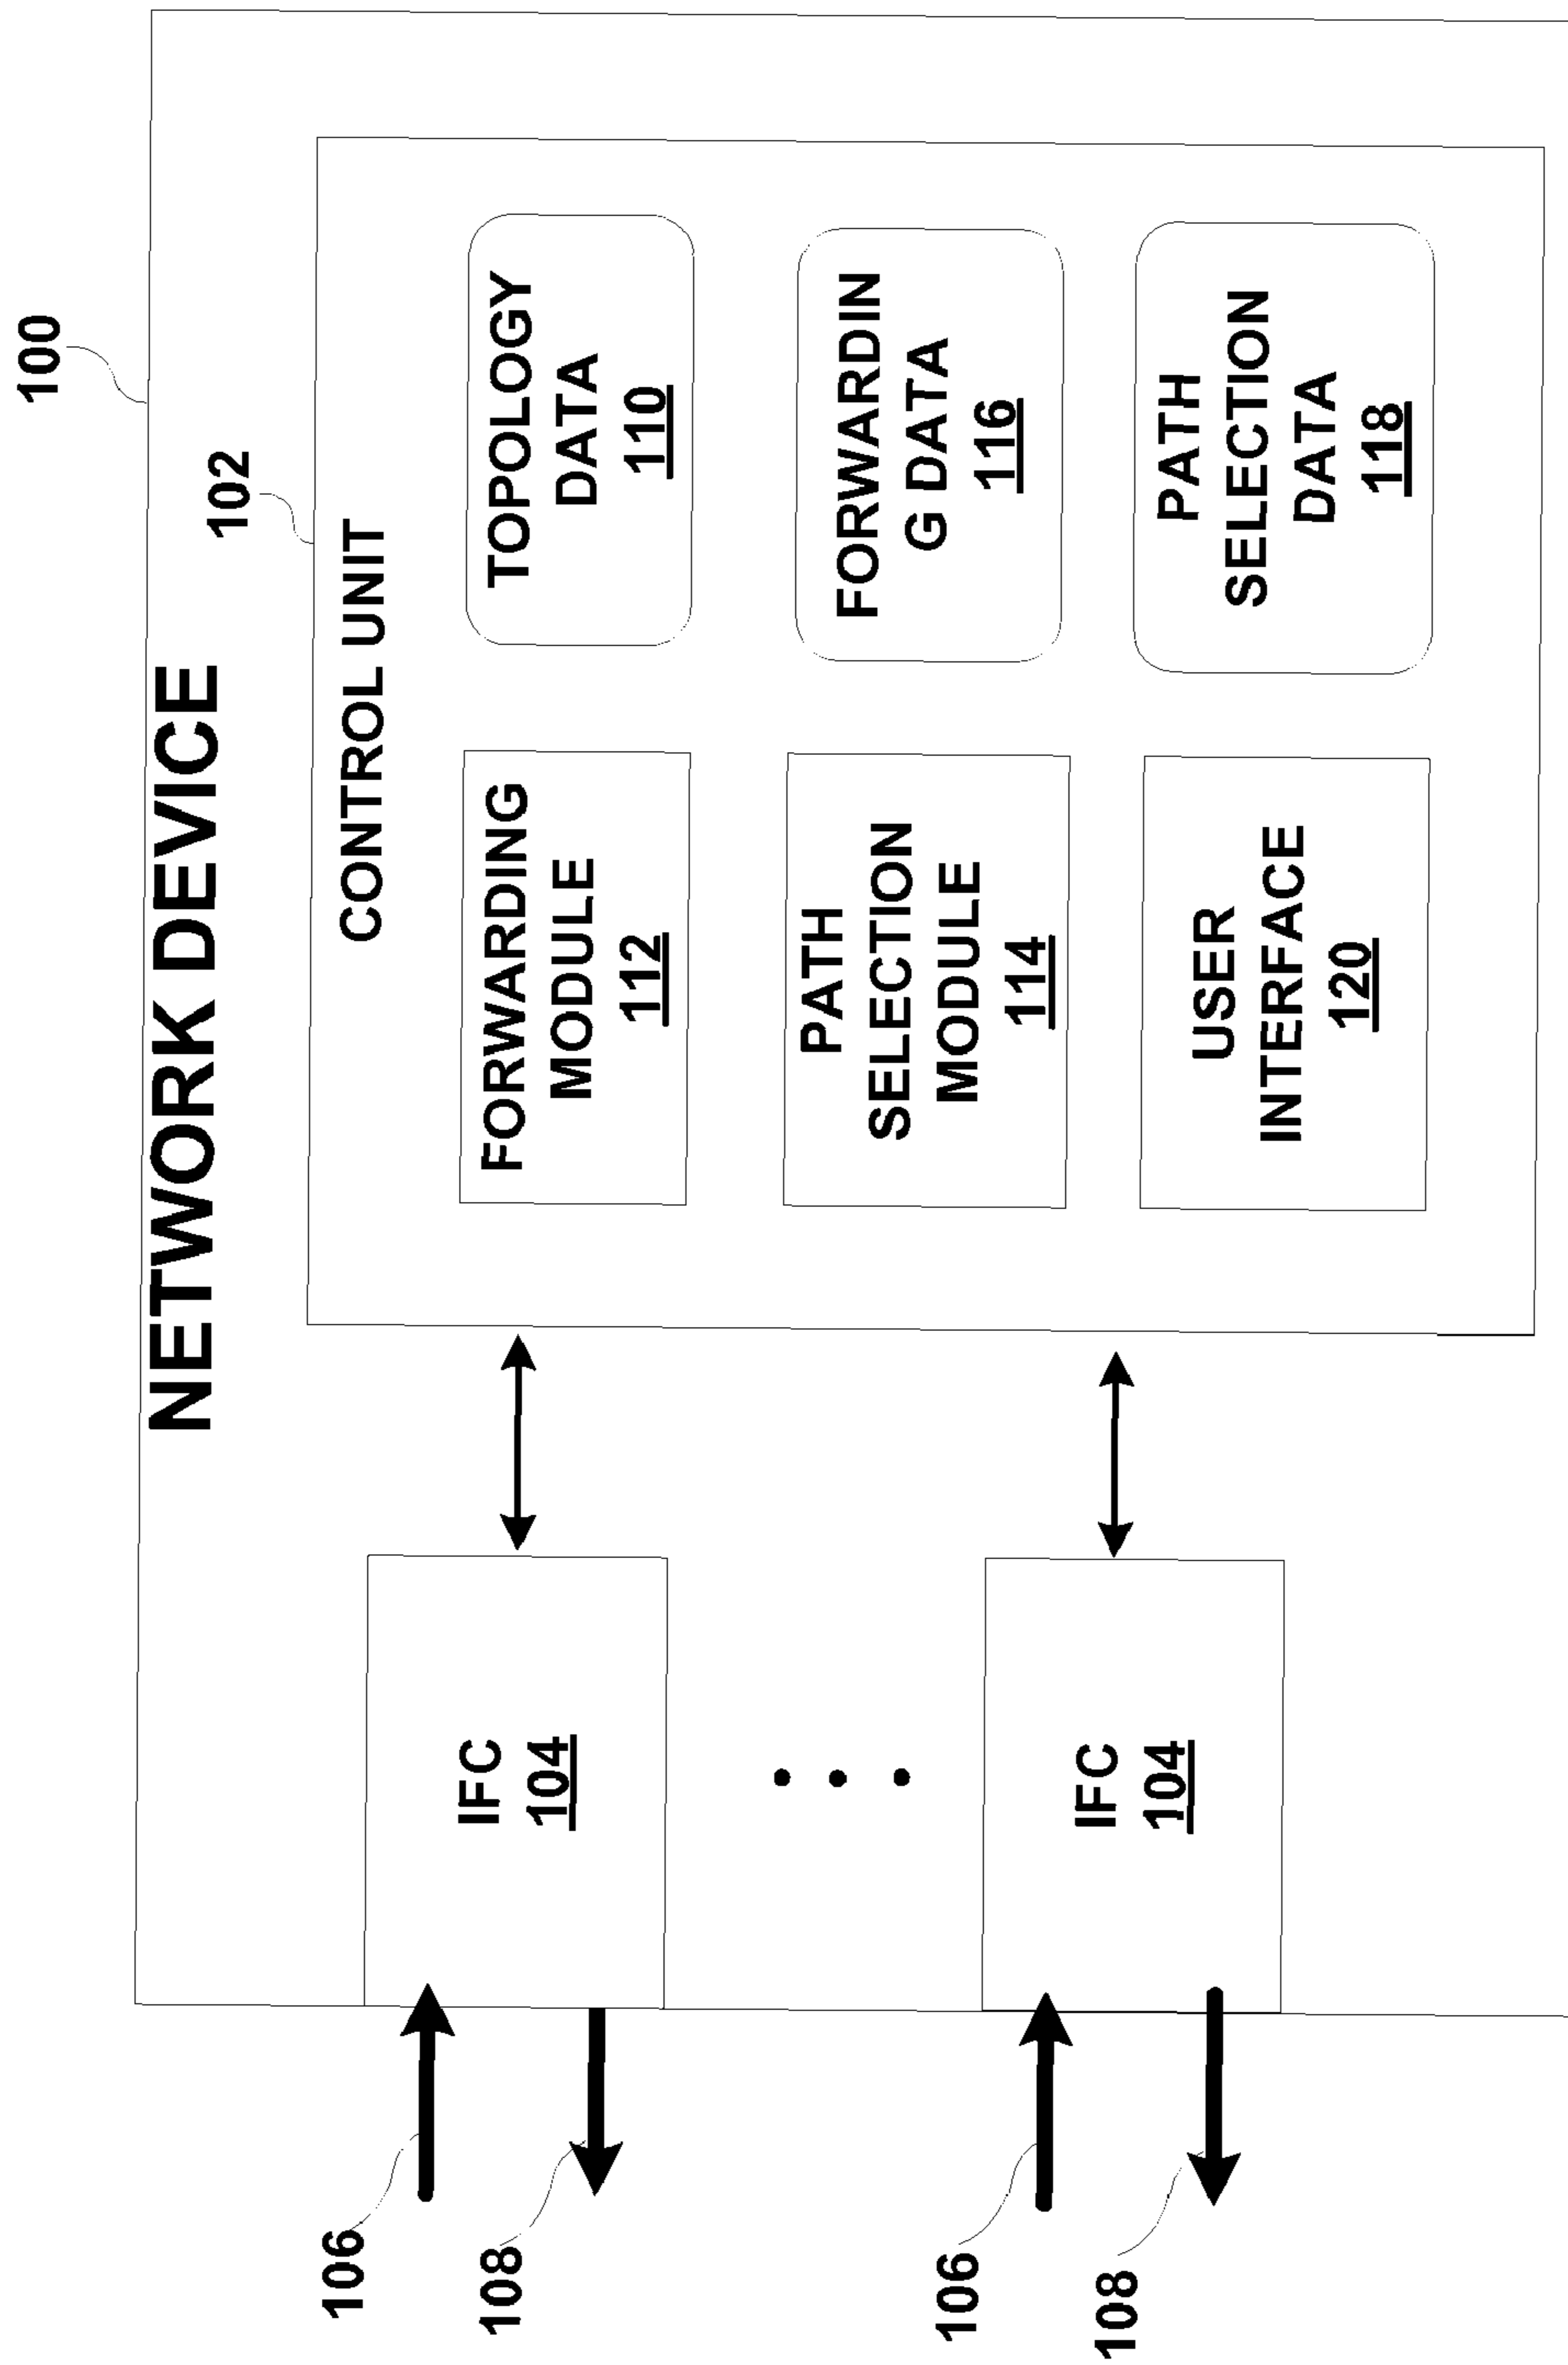 100
NETWORK DEVICE
102
CONTROL UNIT
106
108
IFC
104
FORWARDING
MODULE
112
TOPOLOGY
DATA
110
PATH
SELECTION
MODULE
114
FORWARDIN
G DATA
116
106
108
IFC
104
USER
INTERFACE
120
PATH
SELECTION
DATA
118